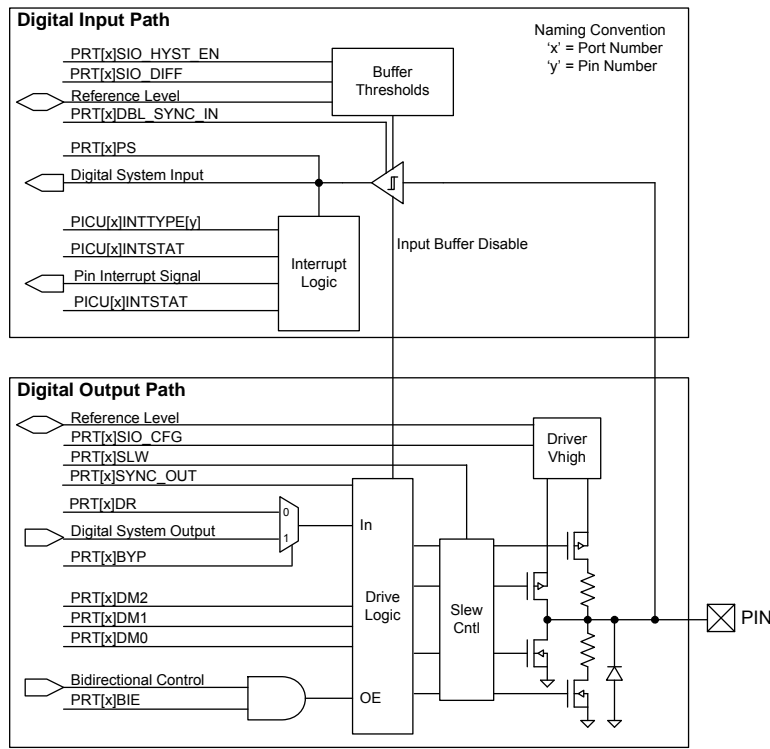 Digital Input Path
Naming Convention
'x' = Port Number
'y' = Pin Number
PRT[x]SIO_HYST_EN
PRT[x]SIO_DIFF
Reference Level
PRT[x]DBL_SYNC_IN
Buffer
Thresholds
PRT[x]PS
Digital System Input
PICU[x]INTTYPE[y]
PICU[x]INTSTAT
Pin Interrupt Signal
PICU[x]INTSTAT
Interrupt
Logic
Input Buffer Disable
Digital Output Path
Reference Level
PRT[x]SIO_CFG
PRT[x]SLW
PRT[x]SYNC_OUT
Driver
Vhigh
PRT[x]DR
Digital System Output
PRT[x]BYP
0
1
In
PRT[x]DM2
PRT[x]DM1
PRT[x]DM0
Drive
Logic
Slew
Cntl
PIN
Bidirectional Control
PRT[x]BIE
OE